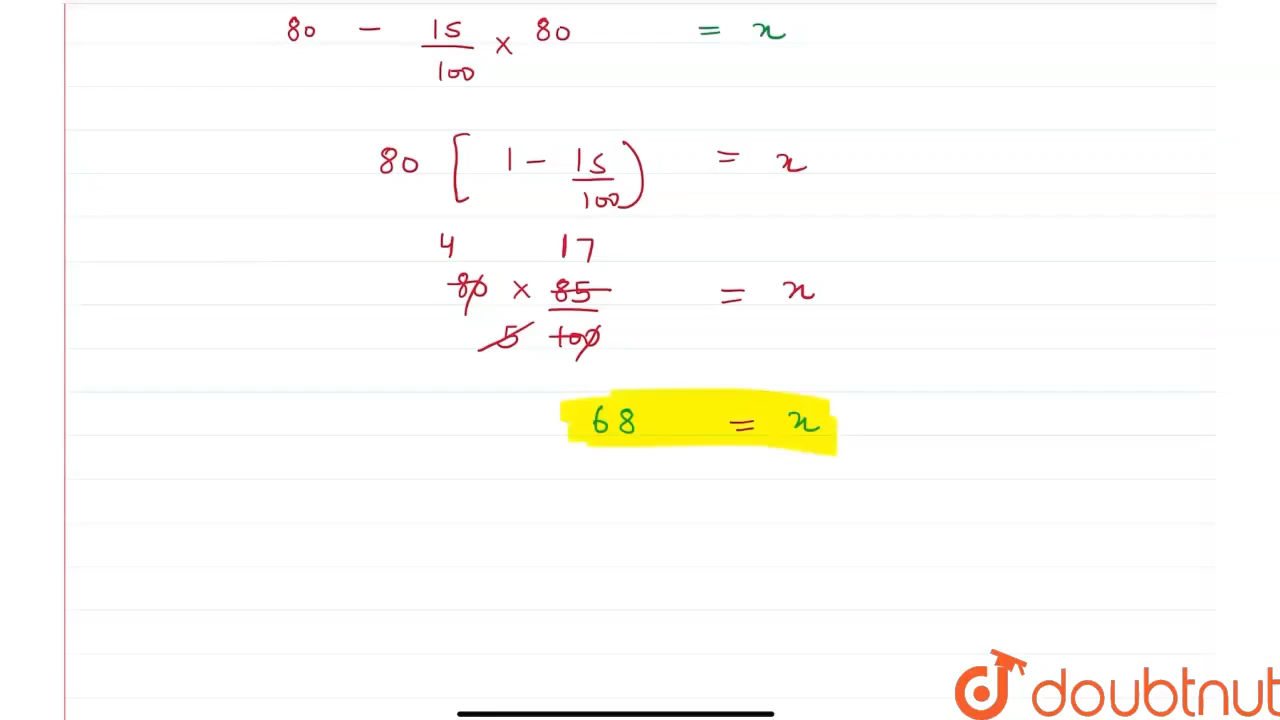 80 - 15/100 × 80 = x
80 [ 1 - 15/100 ) = x
4 17
80 × 85 = x
5 100
68 = x
doubtnut